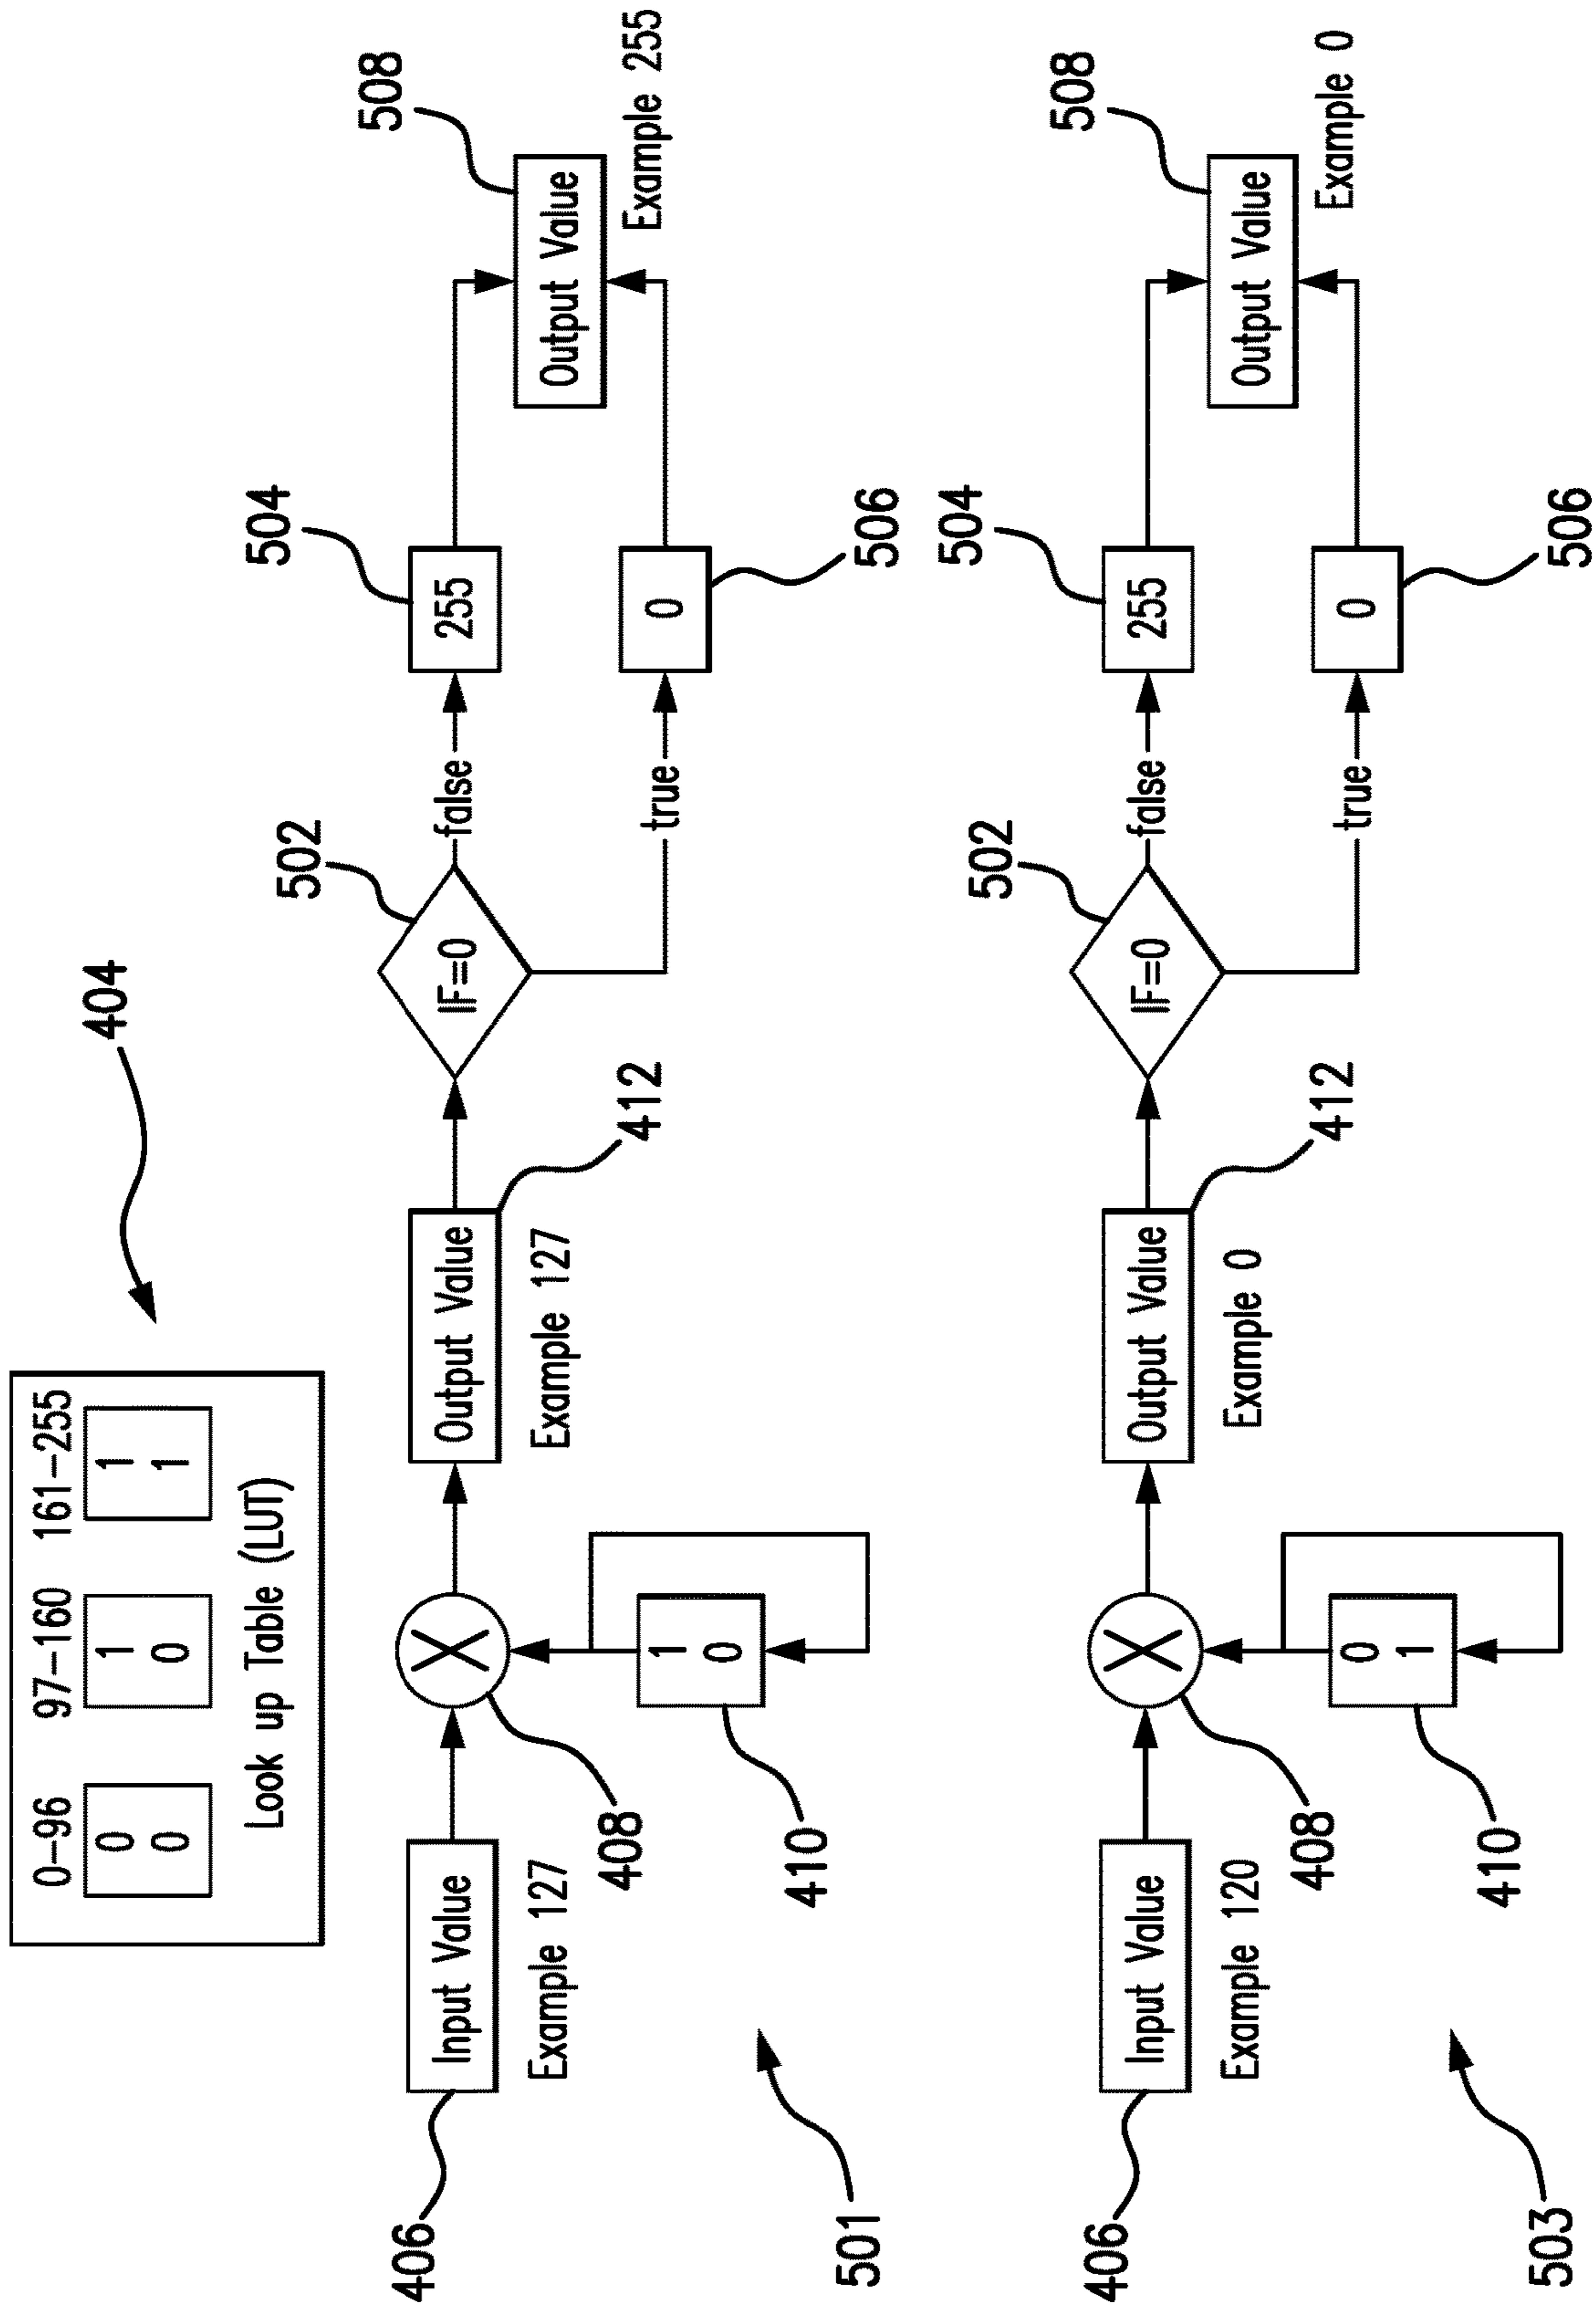 404
0–96
97–160
161–255
0
0
1
0
1
1
Look up Table (LUT)
406
Input Value
Example 127
408
1
0
410
Output Value
Example 127
412
502
IF=0
false
true
504
255
0
506
508
Output Value
Example 255
501
406
Input Value
Example 120
408
0
1
410
Output Value
Example 0
412
502
IF=0
false
true
504
255
0
506
508
Output Value
Example 0
503